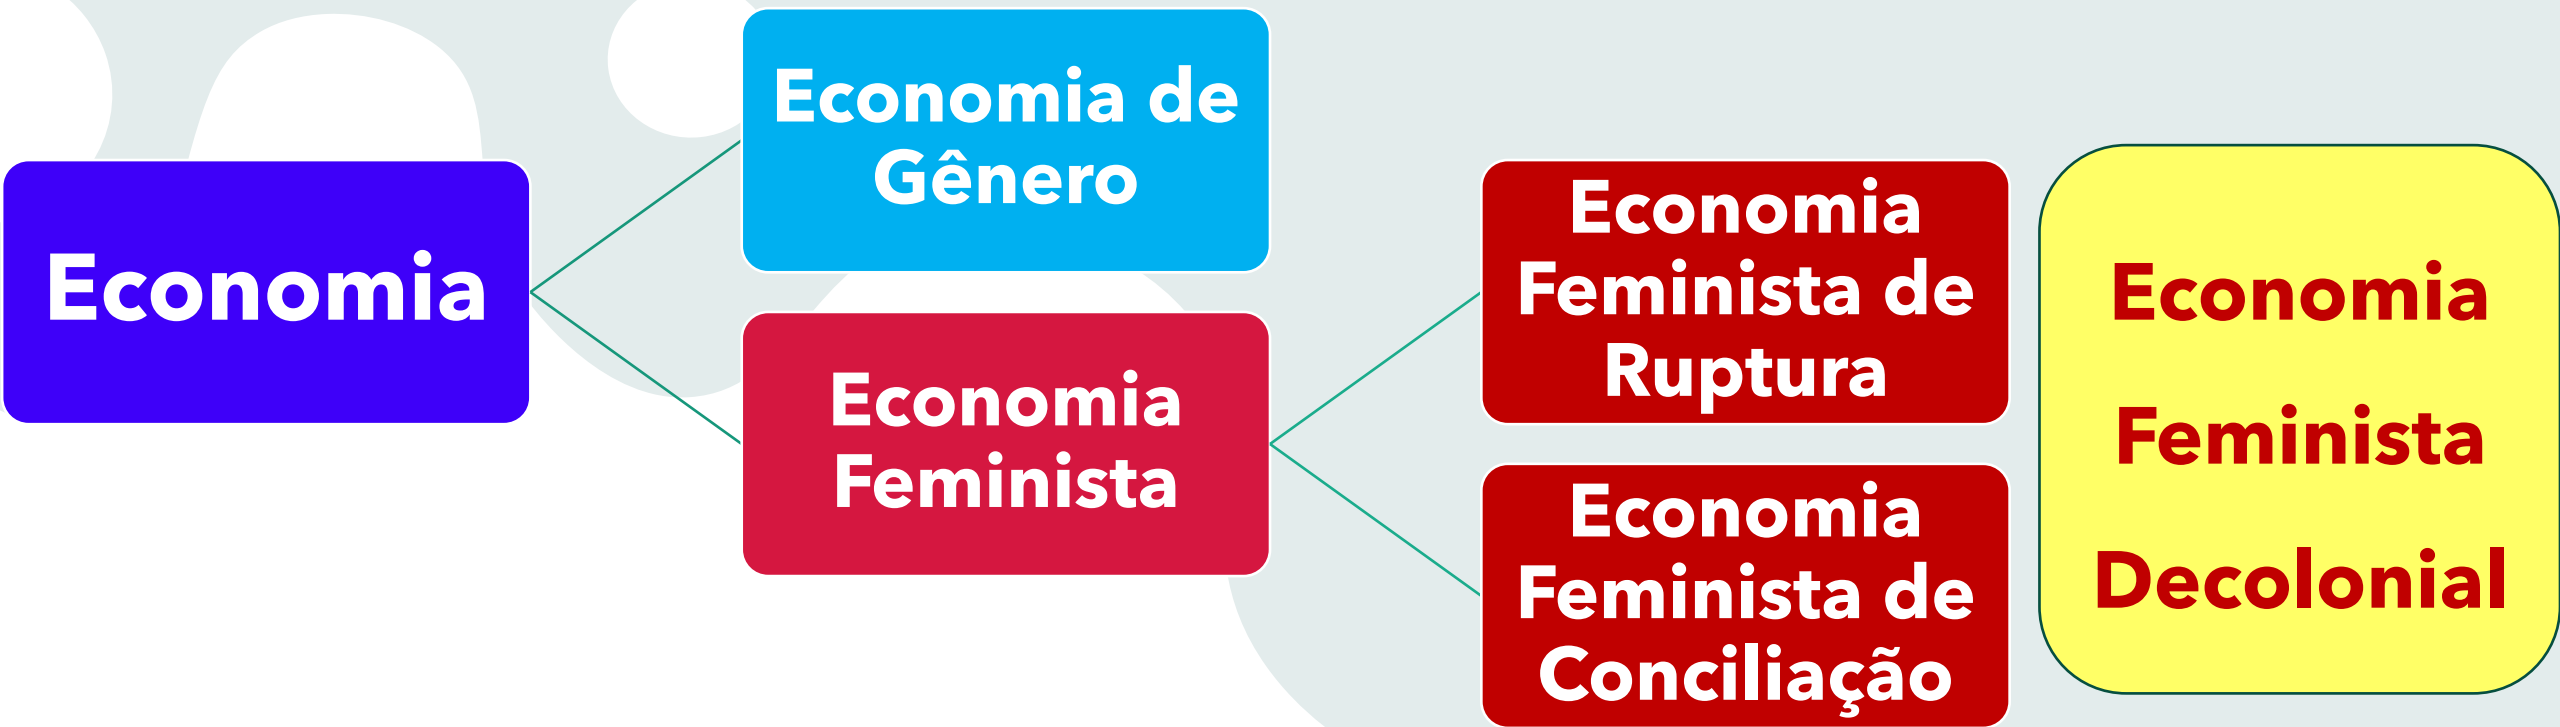 Economia
Economia de
Gênero
Economia
Feminista
Economia
Feminista de
Ruptura
Economia
Feminista de
Conciliação
Economia
Feminista
Decolonial